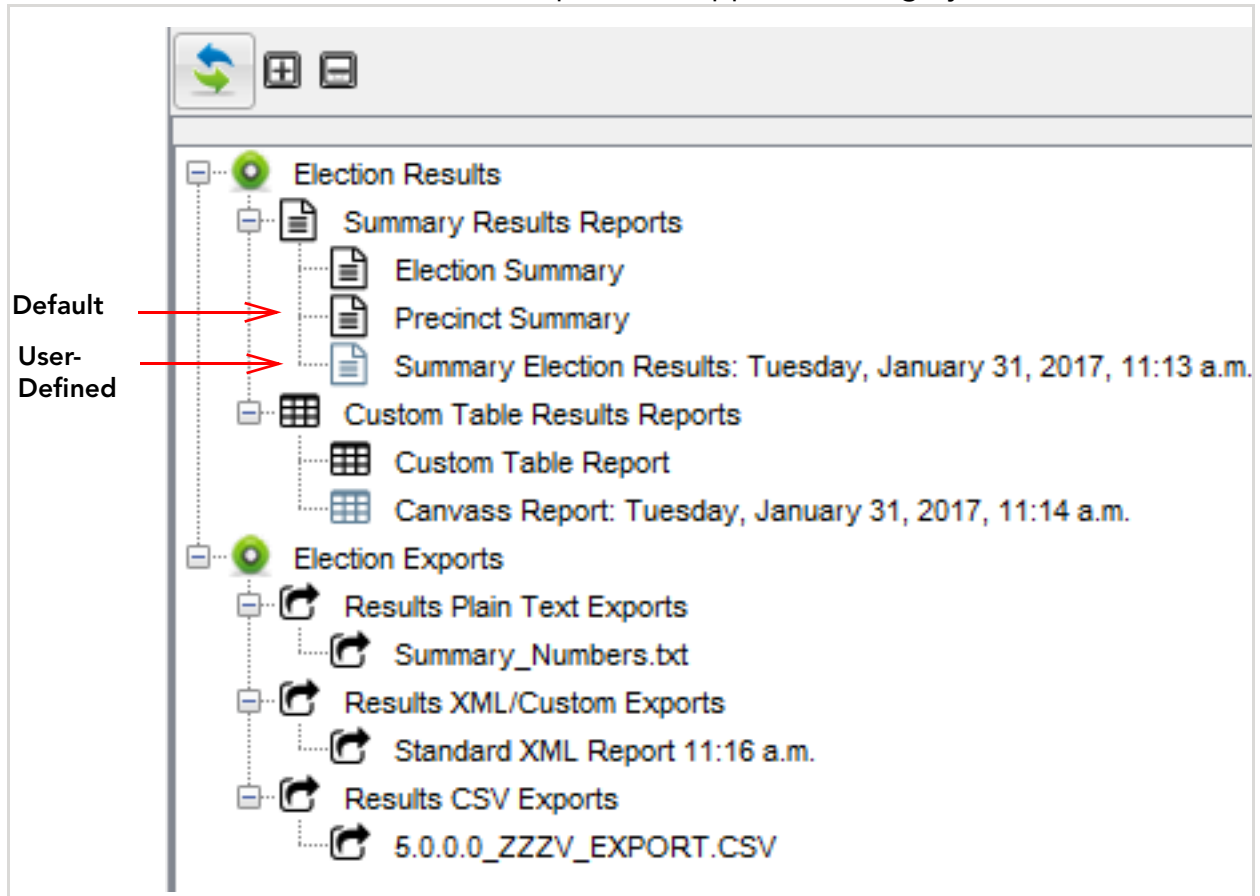 Election Results
Summary Results Reports
Election Summary
Default
Precinct Summary
User-
Defined
Summary Election Results: Tuesday, January 31, 2017, 11:13 a.m.
Custom Table Results Reports
Custom Table Report
Canvass Report: Tuesday, January 31, 2017, 11:14 a.m.
Election Exports
Results Plain Text Exports
Summary_Numbers.txt
Results XML/Custom Exports
Standard XML Report 11:16 a.m.
Results CSV Exports
5.0.0.0_ZZZV_EXPORT.CSV